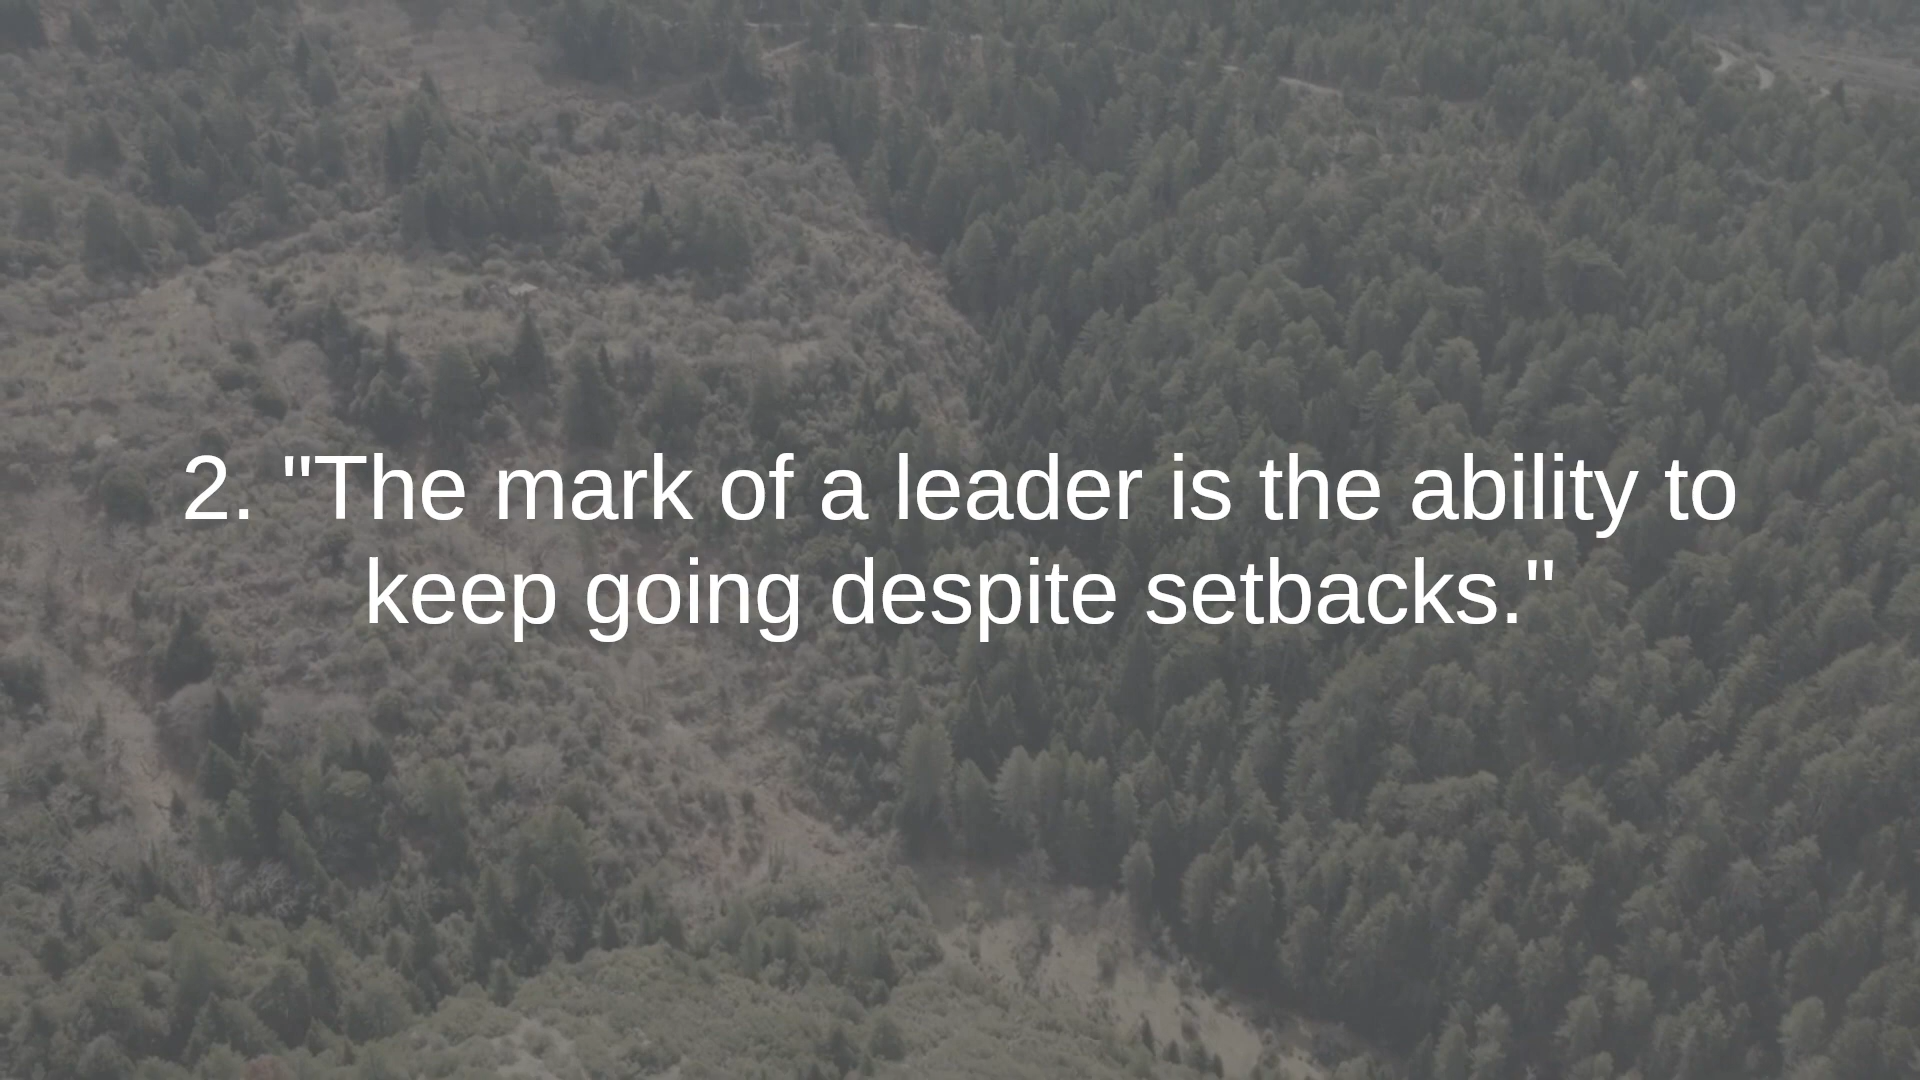 2. "The mark of a leader is the ability to
keep going despite setbacks."